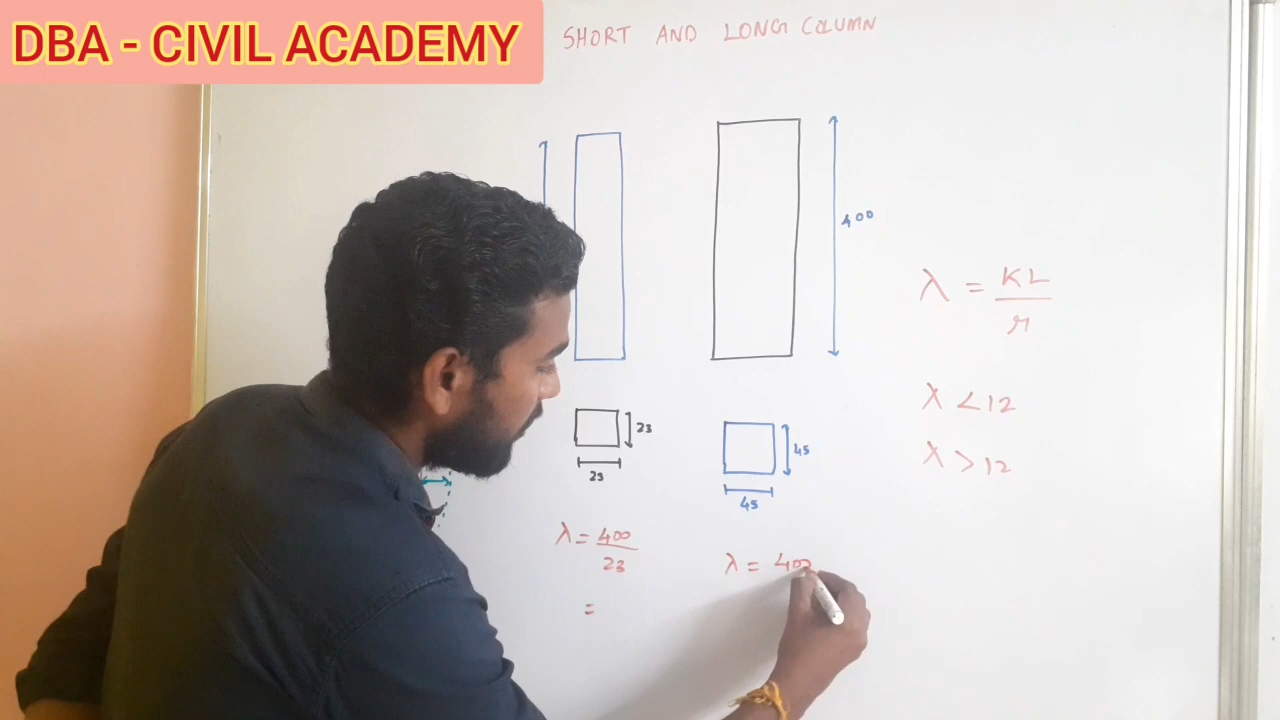 DBA - CIVIL ACADEMY
SHORT AND LONG COLUMN
400
λ = KL
r
λ < 12
λ > 12
23
23
45
45
λ = 400
23
=
λ = 400